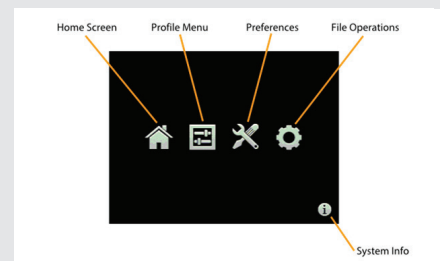 Home Screen
Profile Menu
Preferences
File Operations
System Info